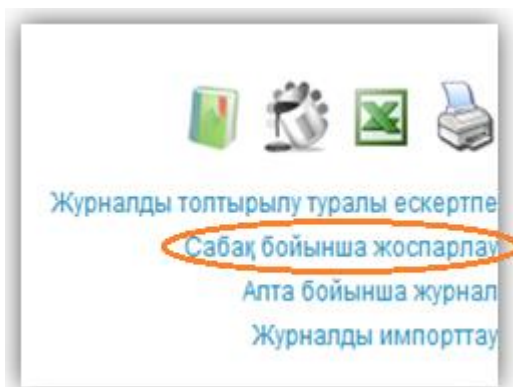 Журналды толтырылу туралы ескертпе
Сабақ бойынша жоспарлау
Апта бойынша журнал
Журналды импорттау